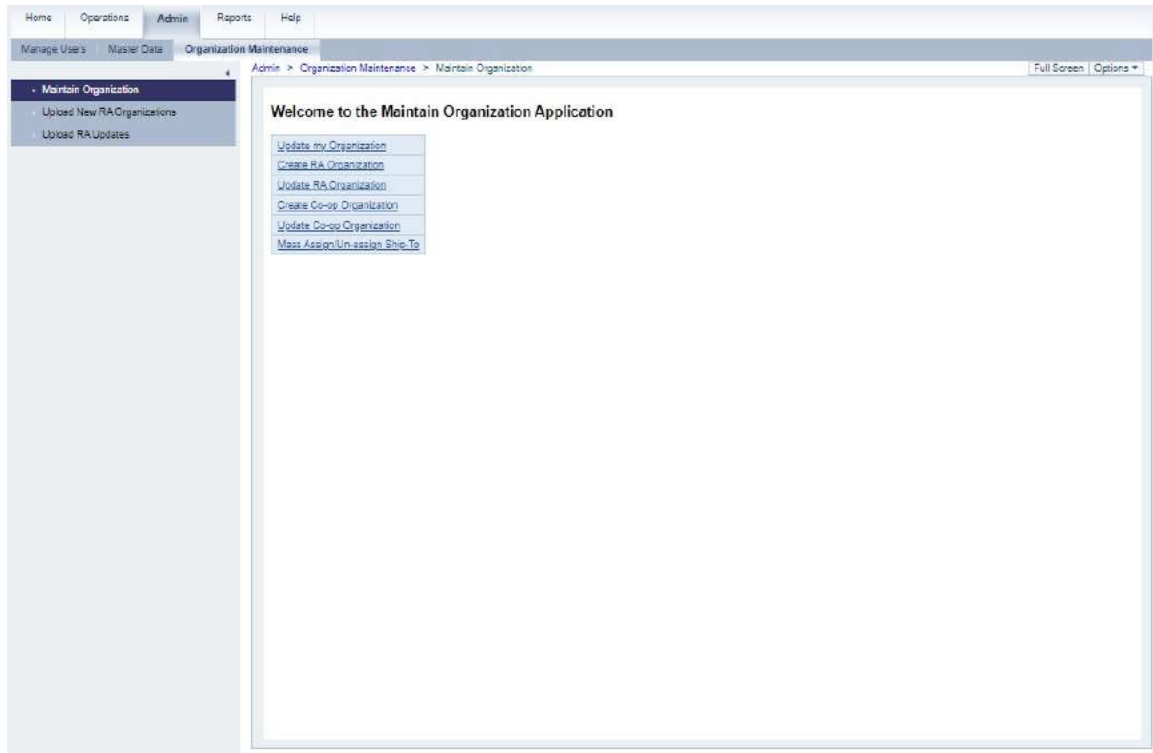 Home Operations Admin Reports Help
Manage Users Master Data Organization Maintenance
Admin > Organization Maintenance > Maintain Organization
Full Screen Options
Maintain Organization
Upload New RA Organizations
Upload RA Updates
Welcome to the Maintain Organization Application
Update my Organization
Create RA Organization
Update RA Organization
Create Co-op Organization
Update Co-op Organization
Mass Assign/Un-assign Ship-To